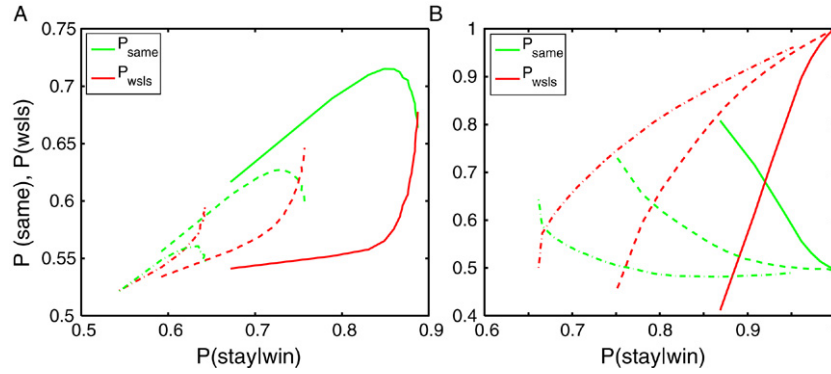 A
P (same), P(wsls)
0.75
0.7
0.65
0.6
0.55
0.5
P_same
P_wsls
0.5 0.6 0.7 0.8 0.9
P(stay|win)
B
1
0.9
0.8
0.7
0.6
0.5
0.4
P_same
P_wsls
0.6 0.7 0.8 0.9
P(stay|win)